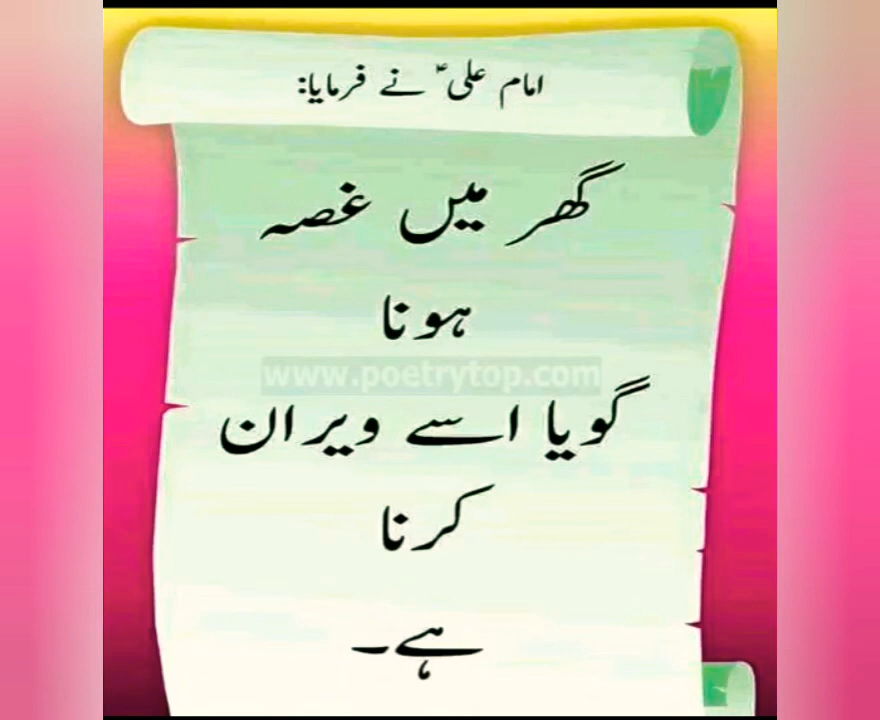 امام علیؑ نے فرمایا:
گھر میں غصہ
ہونا
www.poetrytop.com
گویا اسے ویران
کرنا
ہے۔